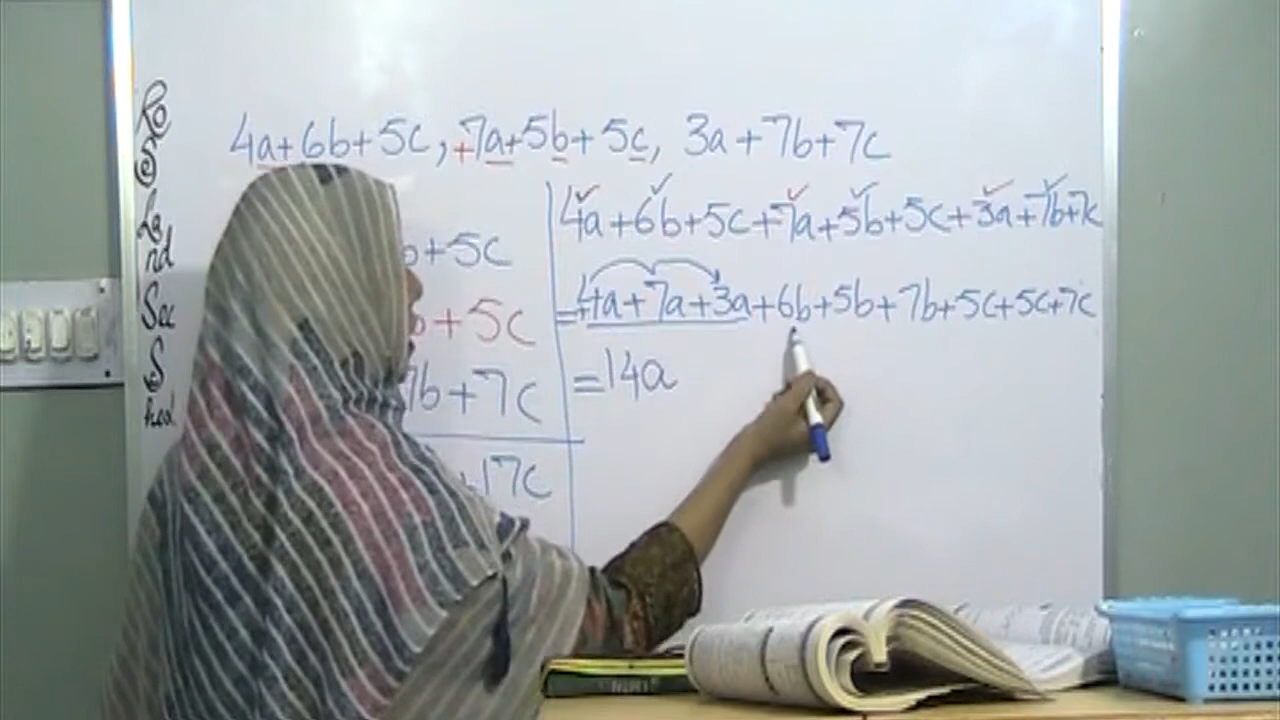 4a+6b+5c, +7a+5b+5c, 3a+7b+7c
b+5c
b+5c
7b+7c
+17c
4a+6b+5c+7a+5b+5c+3a+7b+7c
=4a+7a+3a+6b+5b+7b+5c+5c+7c
=14a